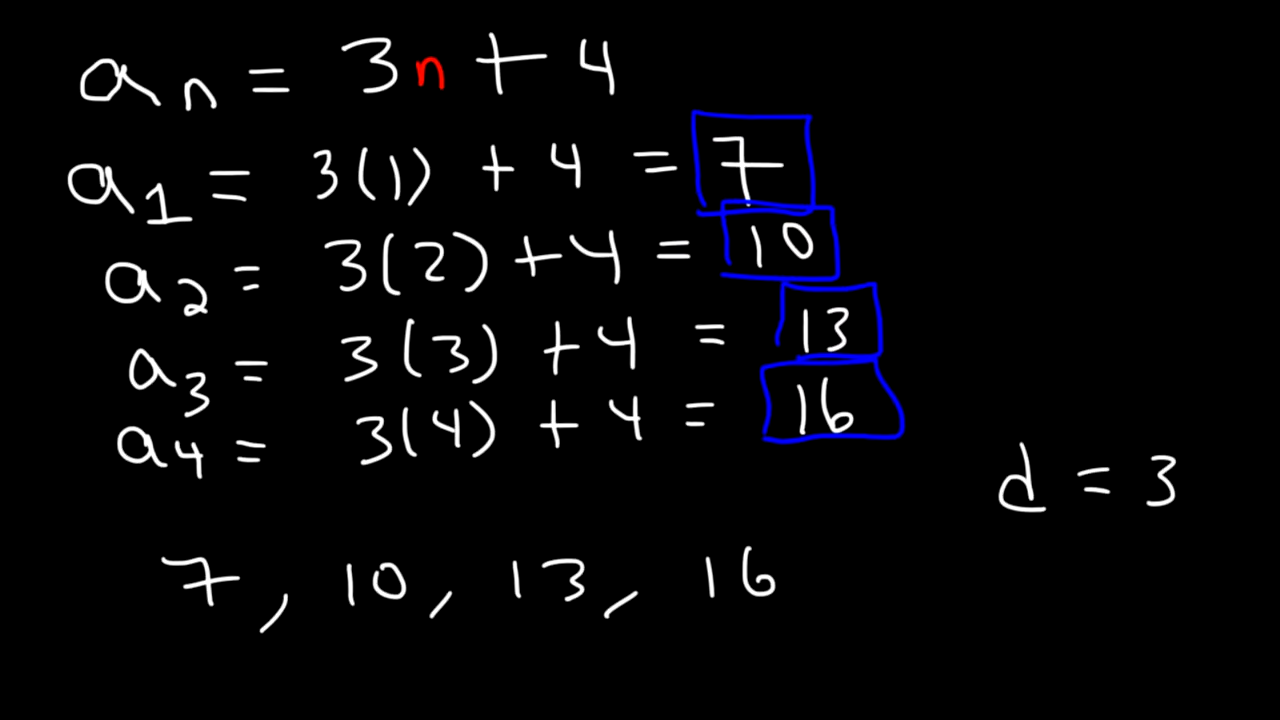 aₙ = 3n + 4
a₁ = 3(1) + 4 = 7
a₂ = 3(2) + 4 = 10
a₃ = 3(3) + 4 = 13
a₄ = 3(4) + 4 = 16
d = 3
7, 10, 13, 16